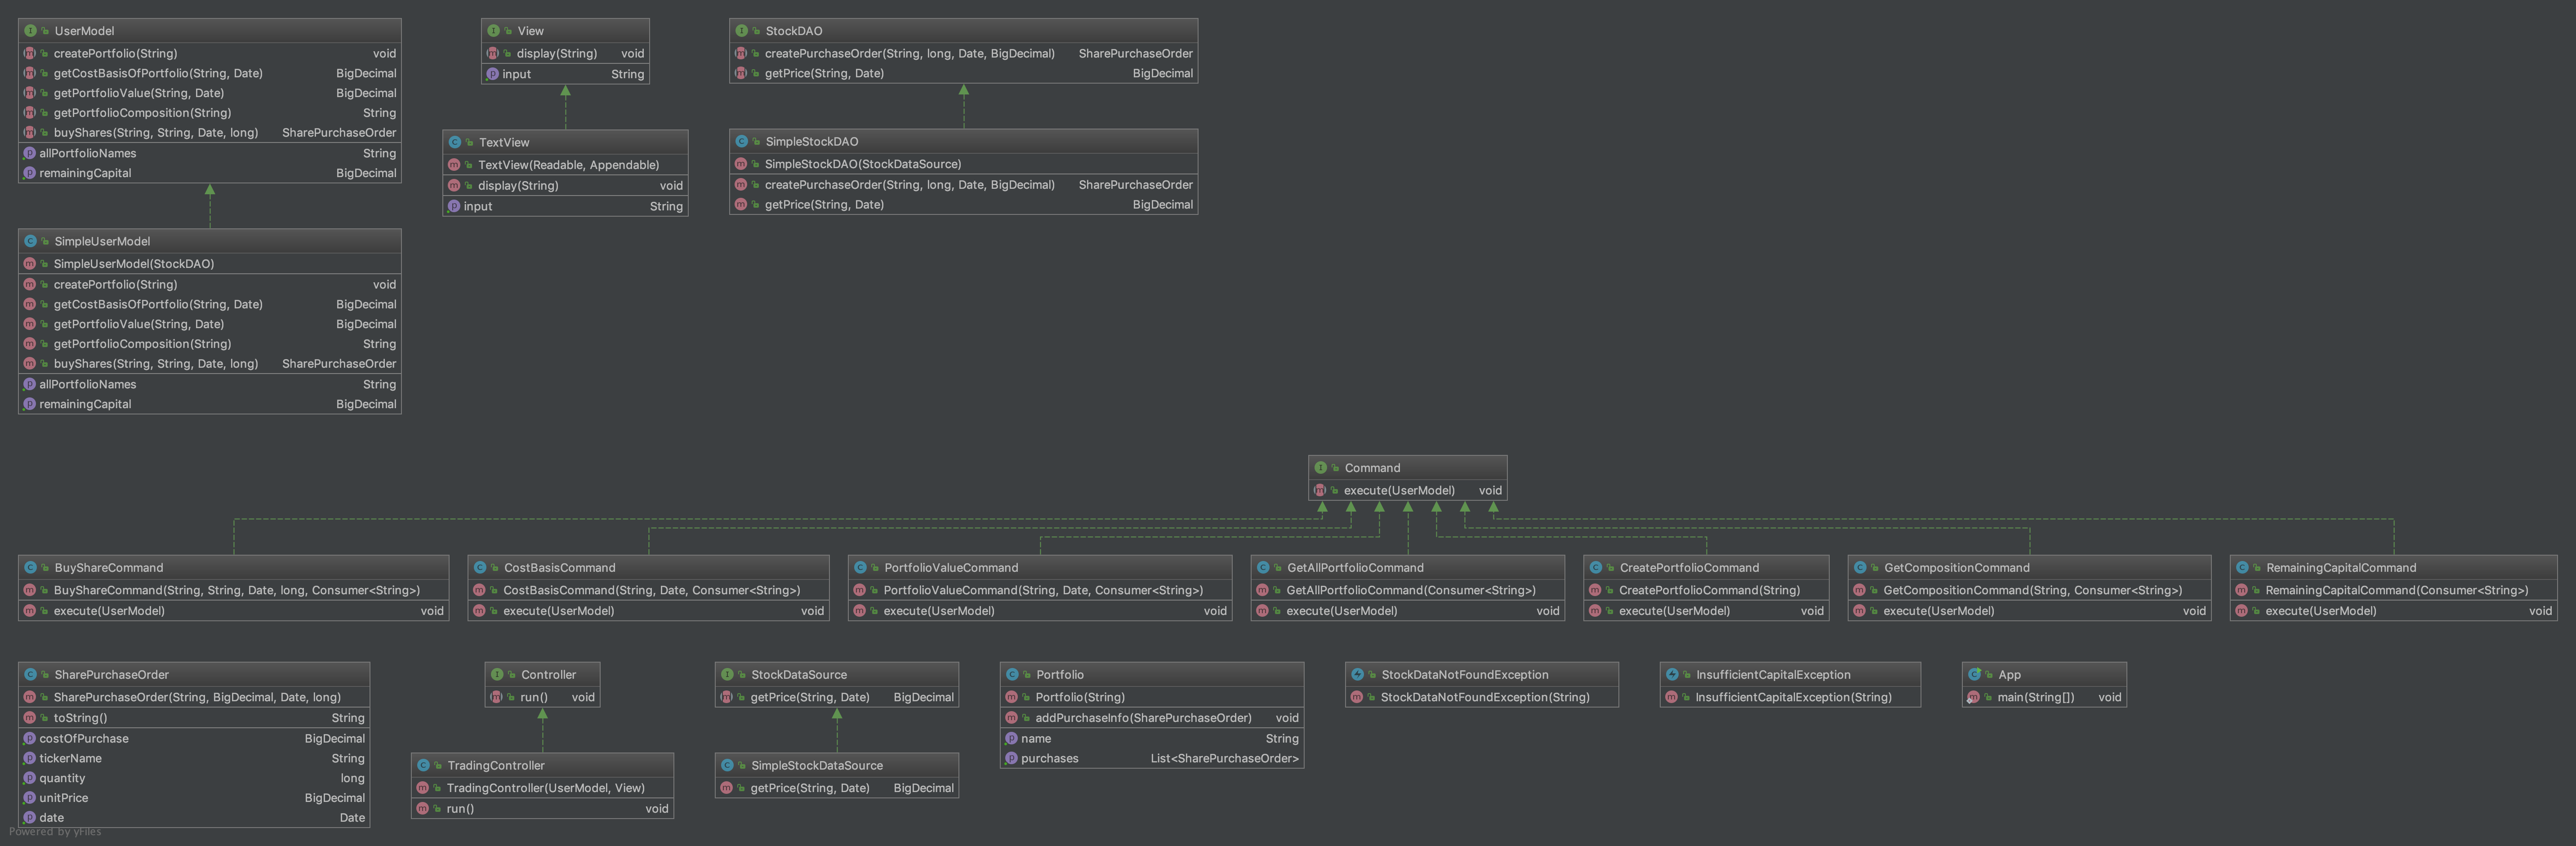 UserModel
createPortfolio(String) void
getCostBasisOfPortfolio(String, Date) BigDecimal
getPortfolioValue(String, Date) BigDecimal
getPortfolioComposition(String) String
buyShares(String, String, Date, long) SharePurchaseOrder
allPortfolioNames String
remainingCapital BigDecimal
View
display(String) void
input String
StockDAO
createPurchaseOrder(String, long, Date, BigDecimal) SharePurchaseOrder
getPrice(String, Date) BigDecimal
TextView
TextView(Readable, Appendable)
display(String) void
input String
SimpleStockDAO
SimpleStockDAO(StockDataSource)
createPurchaseOrder(String, long, Date, BigDecimal) SharePurchaseOrder
getPrice(String, Date) BigDecimal
SimpleUserModel
SimpleUserModel(StockDAO)
createPortfolio(String) void
getCostBasisOfPortfolio(String, Date) BigDecimal
getPortfolioValue(String, Date) BigDecimal
getPortfolioComposition(String) String
buyShares(String, String, Date, long) SharePurchaseOrder
allPortfolioNames String
remainingCapital BigDecimal
Command
execute(UserModel) void
BuyShareCommand
BuyShareCommand(String, String, Date, long, Consumer<String>)
execute(UserModel) void
CostBasisCommand
CostBasisCommand(String, Date, Consumer<String>)
execute(UserModel) void
PortfolioValueCommand
PortfolioValueCommand(String, Date, Consumer<String>)
execute(UserModel) void
GetAllPortfolioCommand
GetAllPortfolioCommand(Consumer<String>)
execute(UserModel) void
CreatePortfolioCommand
CreatePortfolioCommand(String)
execute(UserModel) void
GetCompositionCommand
GetCompositionCommand(String, Consumer<String>)
execute(UserModel) void
RemainingCapitalCommand
RemainingCapitalCommand(Consumer<String>)
execute(UserModel) void
SharePurchaseOrder
SharePurchaseOrder(String, BigDecimal, Date, long)
toString() String
costOfPurchase BigDecimal
tickerName String
quantity long
unitPrice BigDecimal
date Date
Controller
run() void
TradingController
TradingController(UserModel, View)
run() void
StockDataSource
getPrice(String, Date) BigDecimal
SimpleStockDataSource
getPrice(String, Date) BigDecimal
Portfolio
Portfolio(String)
addPurchaseInfo(SharePurchaseOrder) void
name String
purchases List<SharePurchaseOrder>
StockDataNotFoundException
StockDataNotFoundException(String)
InsufficientCapitalException
InsufficientCapitalException(String)
App
main(String[]) void
Powered by yFiles